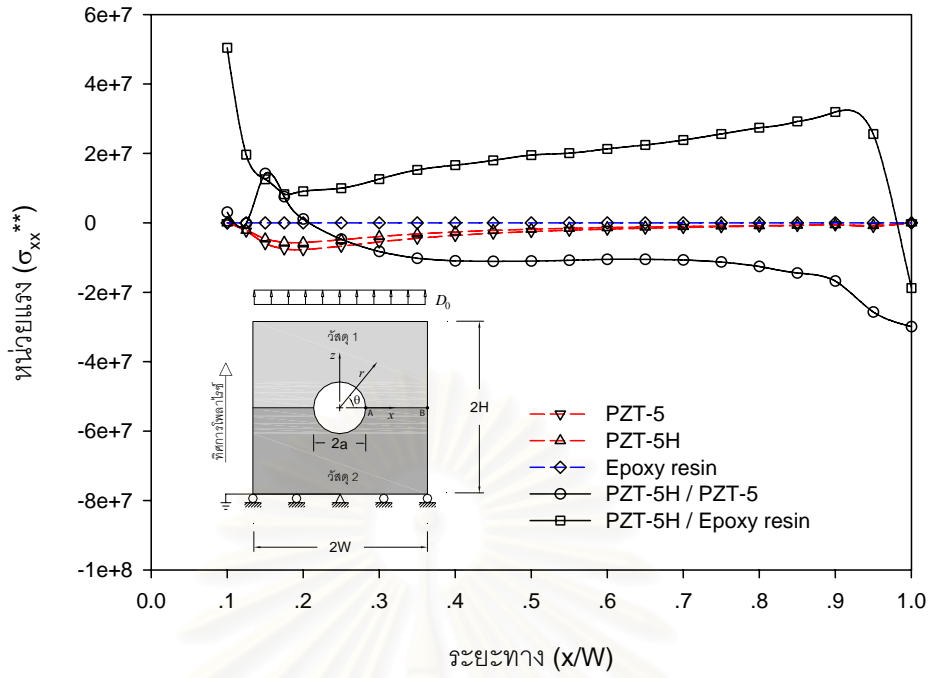 6e+7
4e+7
2e+7
0
-2e+7
-4e+7
-6e+7
-8e+7
-1e+8
หน่วยแรง (σxx**)
D0
วัสดุ 1
z
r
θ
A
x
B
2a
วัสดุ 2
2H
2W
ทิศการโพลาไรซ์
PZT-5
PZT-5H
Epoxy resin
PZT-5H / PZT-5
PZT-5H / Epoxy resin
0.0 .1 .2 .3 .4 .5 .6 .7 .8 .9 1.0
ระยะทาง (x/W)